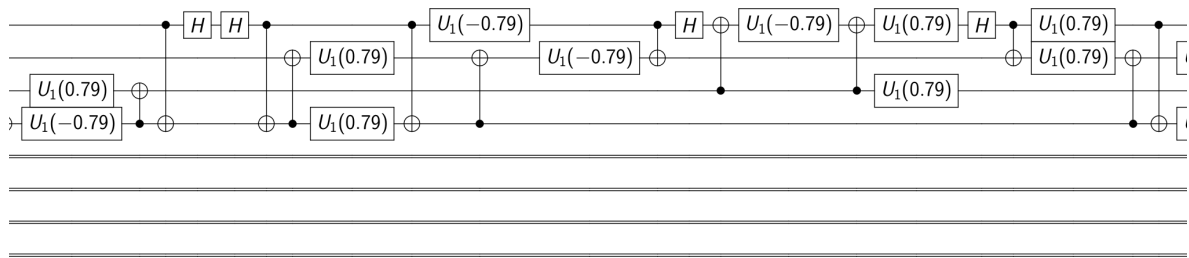 H H U₁(−0.79) H U₁(−0.79) U₁(0.79) H U₁(0.79)
U₁(0.79) U₁(−0.79) U₁(0.79)
U₁(0.79) U₁(0.79)
U₁(−0.79) U₁(0.79)